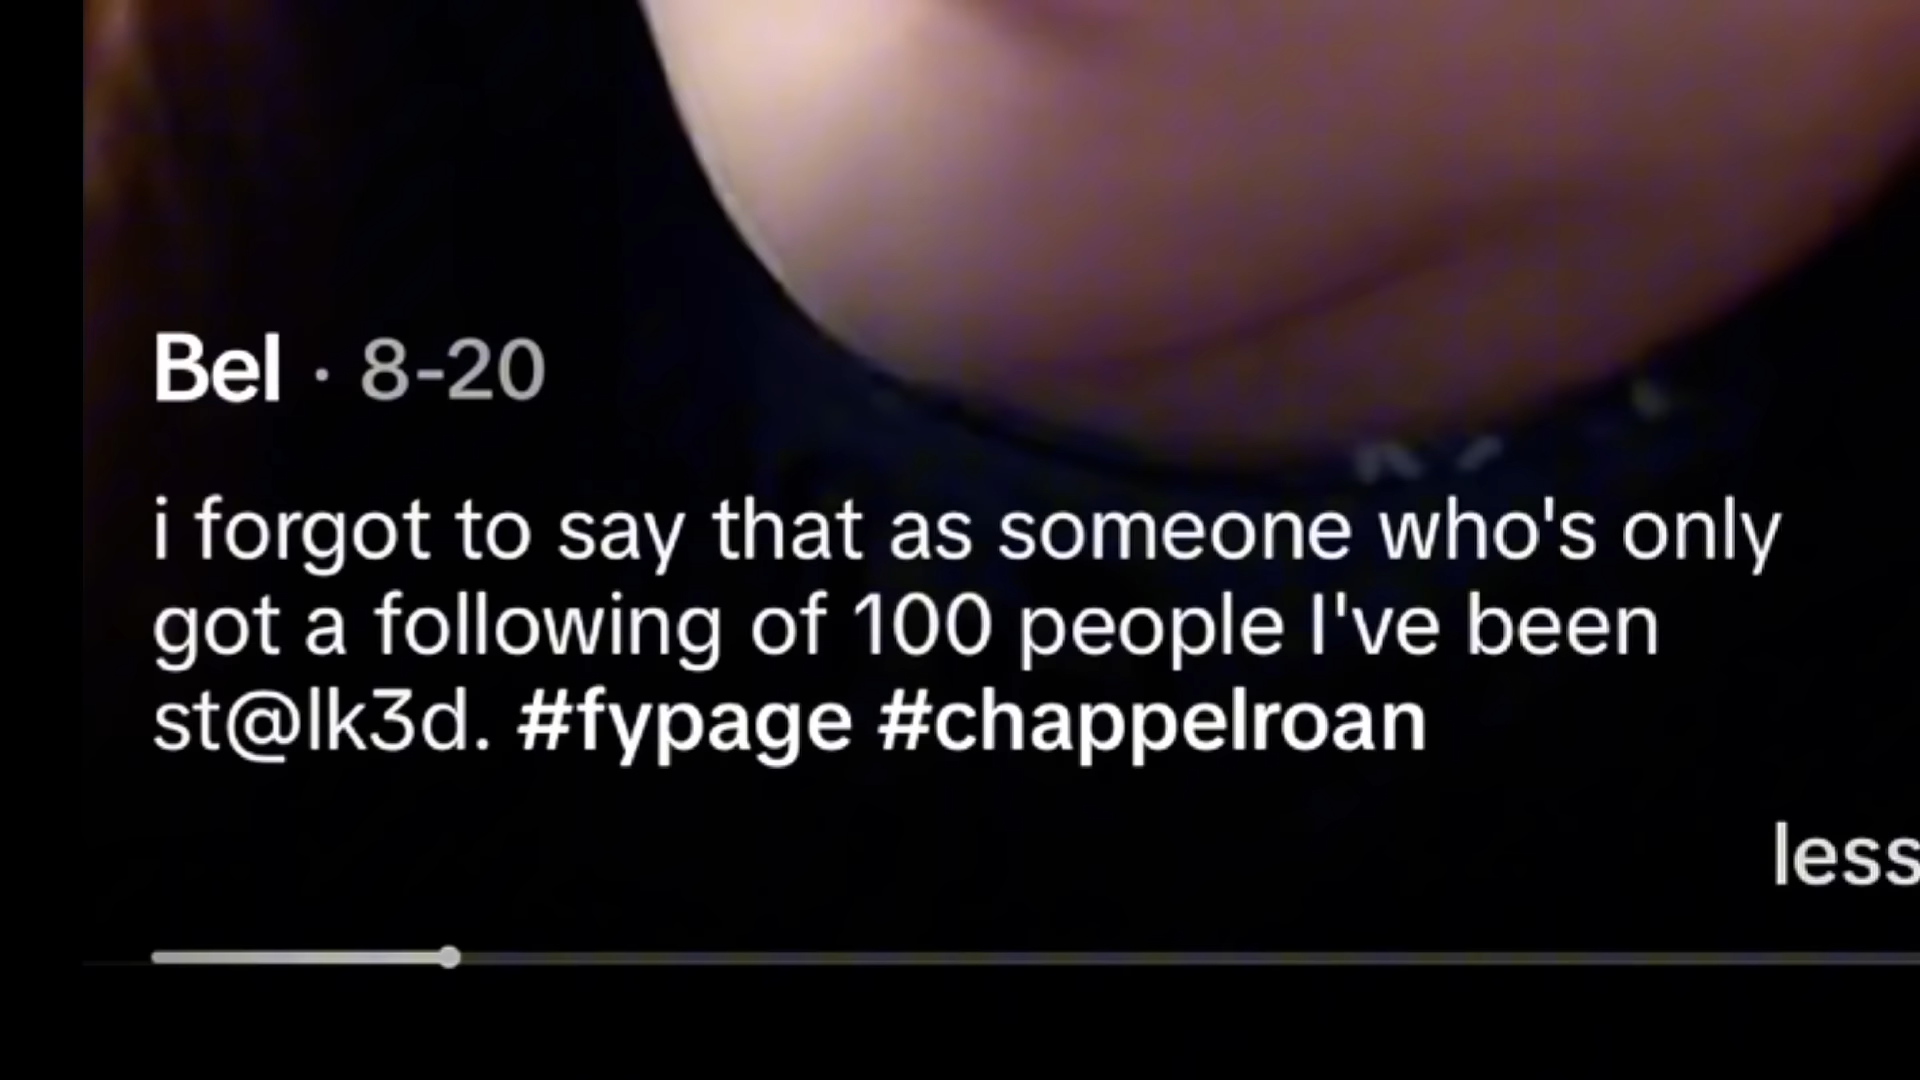 Bel · 8-20
i forgot to say that as someone who's only
got a following of 100 people I've been
st@lk3d. #fypage #chappelroan
less